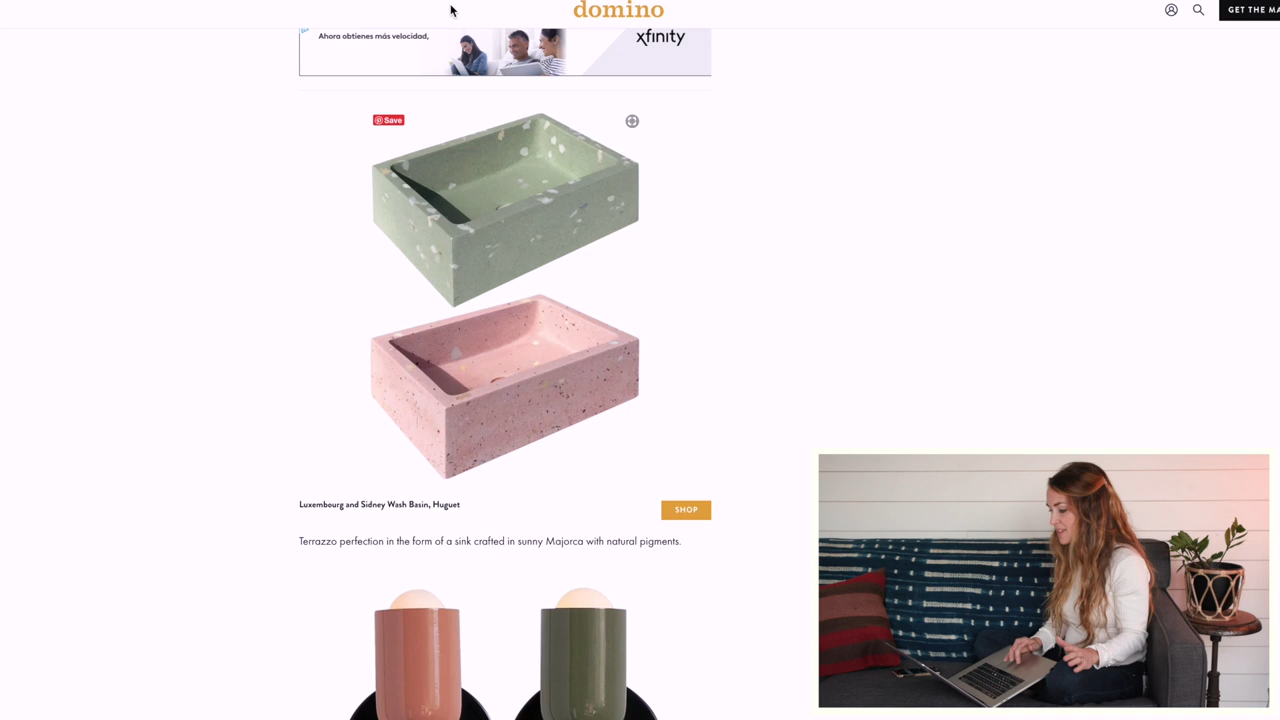 domino
GET THE MA
Ahora obtienes más velocidad,
xfinity
Save
Luxembourg and Sidney Wash Basin, Huguet
SHOP
Terrazzo perfection in the form of a sink crafted in sunny Majorca with natural pigments.